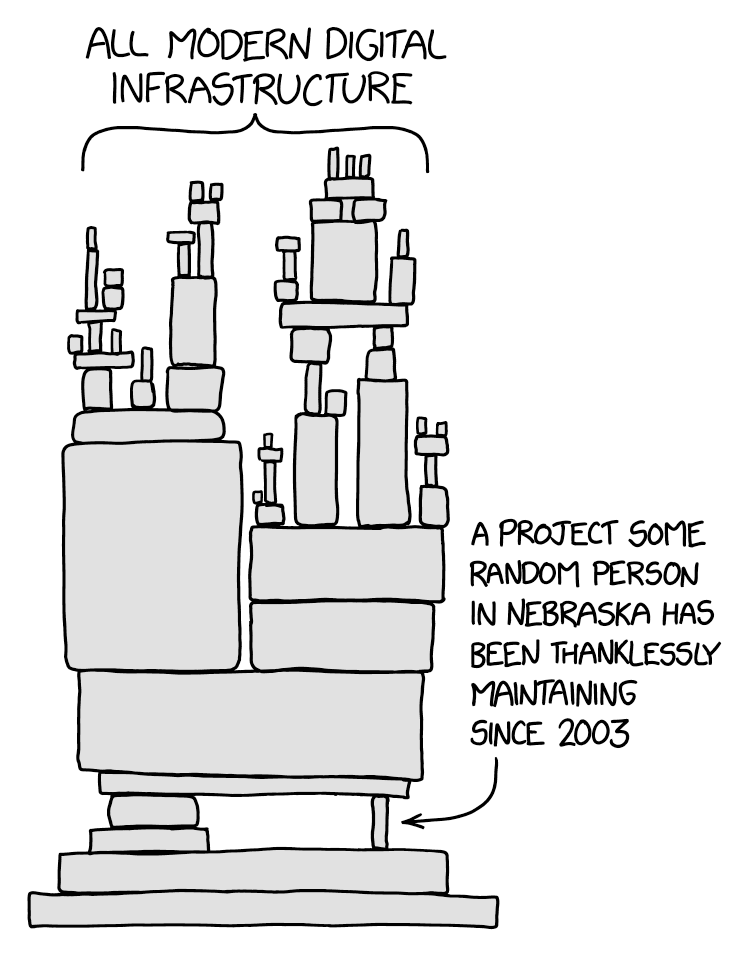 ALL MODERN DIGITAL
INFRASTRUCTURE
A PROJECT SOME
RANDOM PERSON
IN NEBRASKA HAS
BEEN THANKLESSLY
MAINTAINING
SINCE 2003